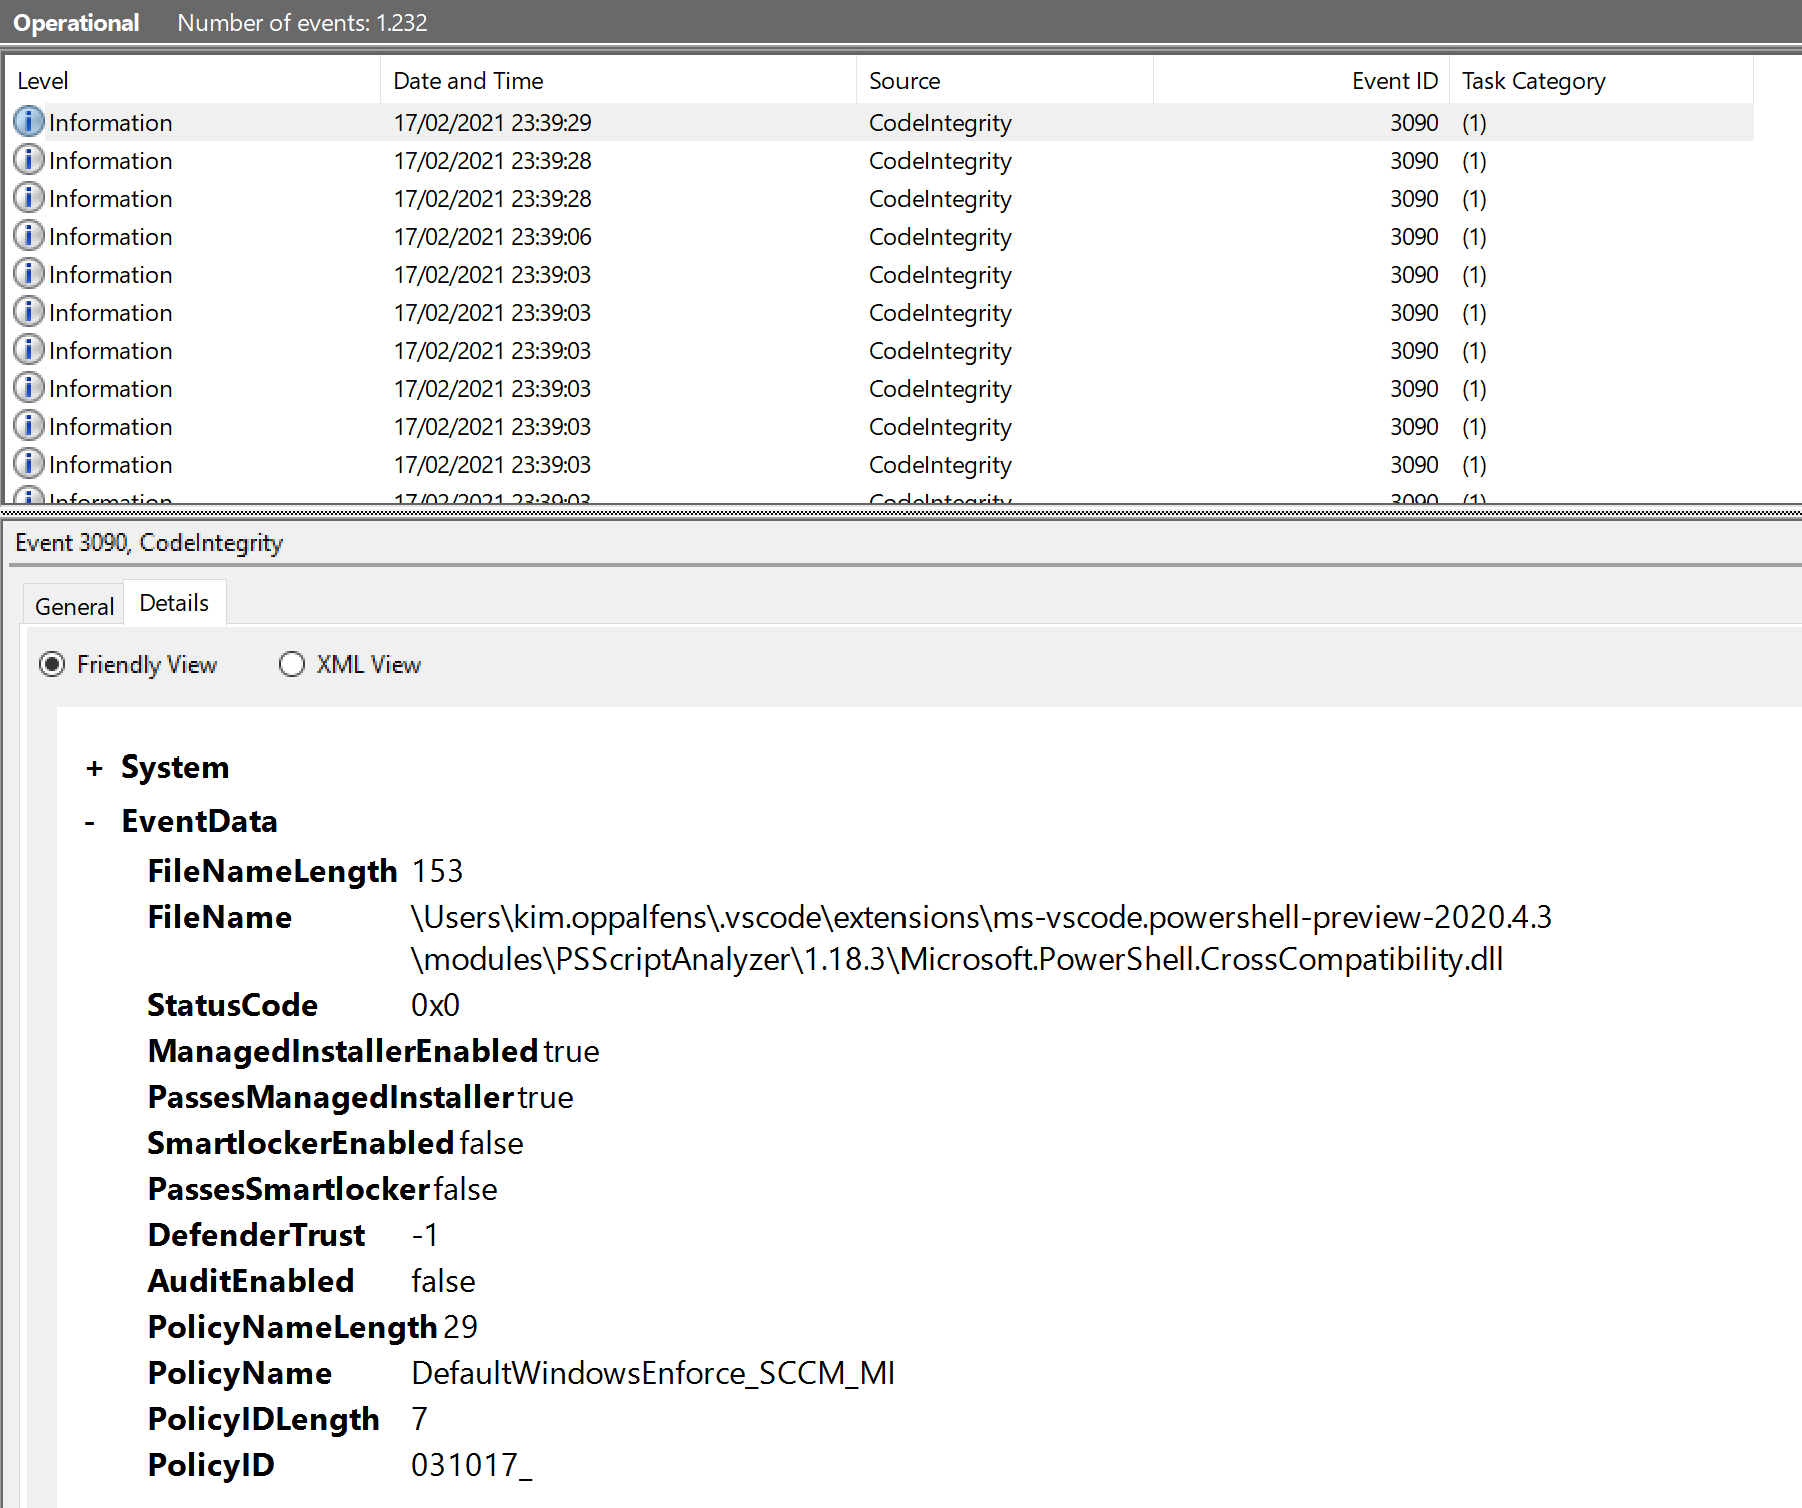 Operational Number of events: 1.232
Level Date and Time Source Event ID Task Category
Information 17/02/2021 23:39:29 CodeIntegrity 3090 (1)
Information 17/02/2021 23:39:28 CodeIntegrity 3090 (1)
Information 17/02/2021 23:39:28 CodeIntegrity 3090 (1)
Information 17/02/2021 23:39:06 CodeIntegrity 3090 (1)
Information 17/02/2021 23:39:03 CodeIntegrity 3090 (1)
Information 17/02/2021 23:39:03 CodeIntegrity 3090 (1)
Information 17/02/2021 23:39:03 CodeIntegrity 3090 (1)
Information 17/02/2021 23:39:03 CodeIntegrity 3090 (1)
Information 17/02/2021 23:39:03 CodeIntegrity 3090 (1)
Information 17/02/2021 23:39:03 CodeIntegrity 3090 (1)
Information 17/02/2021 23:39:03 CodeIntegrity 3090 (1)
Event 3090, CodeIntegrity
General Details
Friendly View XML View
+ System
- EventData
FileNameLength 153
FileName \Users\kim.oppalfens\.vscode\extensions\ms-vscode.powershell-preview-2020.4.3
\modules\PSScriptAnalyzer\1.18.3\Microsoft.PowerShell.CrossCompatibility.dll
StatusCode 0x0
ManagedInstallerEnabled true
PassesManagedInstaller true
SmartlockerEnabled false
PassesSmartlocker false
DefenderTrust -1
AuditEnabled false
PolicyNameLength 29
PolicyName DefaultWindowsEnforce_SCCM_MI
PolicyIDLength 7
PolicyID 031017_